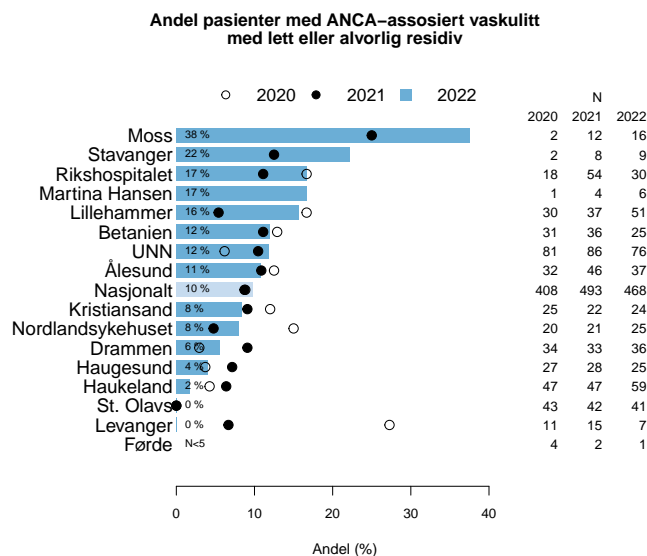 Andel pasienter med ANCA−assosiert vaskulitt
med lett eller alvorlig residiv
2020 2021 2022 N
2020 2021 2022
Moss 38 % 2 12 16
Stavanger 22 % 2 8 9
Rikshospitalet 17 % 18 54 30
Martina Hansen 17 % 1 4 6
Lillehammer 16 % 30 37 51
Betanien 12 % 31 36 25
UNN 12 % 81 86 76
Ålesund 11 % 32 46 37
Nasjonalt 10 % 408 493 468
Kristiansand 8 % 25 22 24
Nordlandsykehuset 8 % 20 21 25
Drammen 6 % 34 33 36
Haugesund 4 % 27 28 25
Haukeland 2 % 47 47 59
St. Olavs 0 % 43 42 41
Levanger 0 % 11 15 7
Førde N<5 4 2 1
0 10 20 30 40
Andel (%)